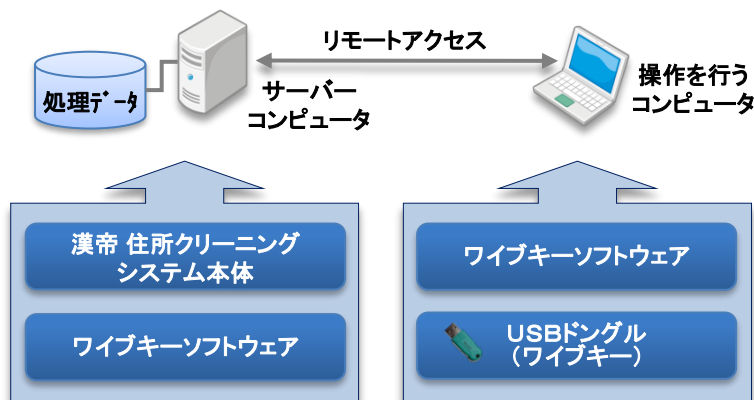 リモートアクセス
処理データ
サーバー
コンピュータ
操作を行う
コンピュータ
漢帝 住所クリーニング
システム本体
ワイブキーソフトウェア
ワイブキーソフトウェア
USBドングル
(ワイブキー)